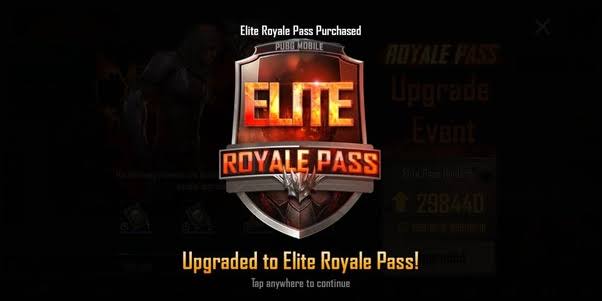 Elite Royale Pass Purchased
PUBG MOBILE
ELITE
ROYALE PASS
ROYALE PASS
Upgrade
Event
298440
Upgraded to Elite Royale Pass!
Tap anywhere to continue